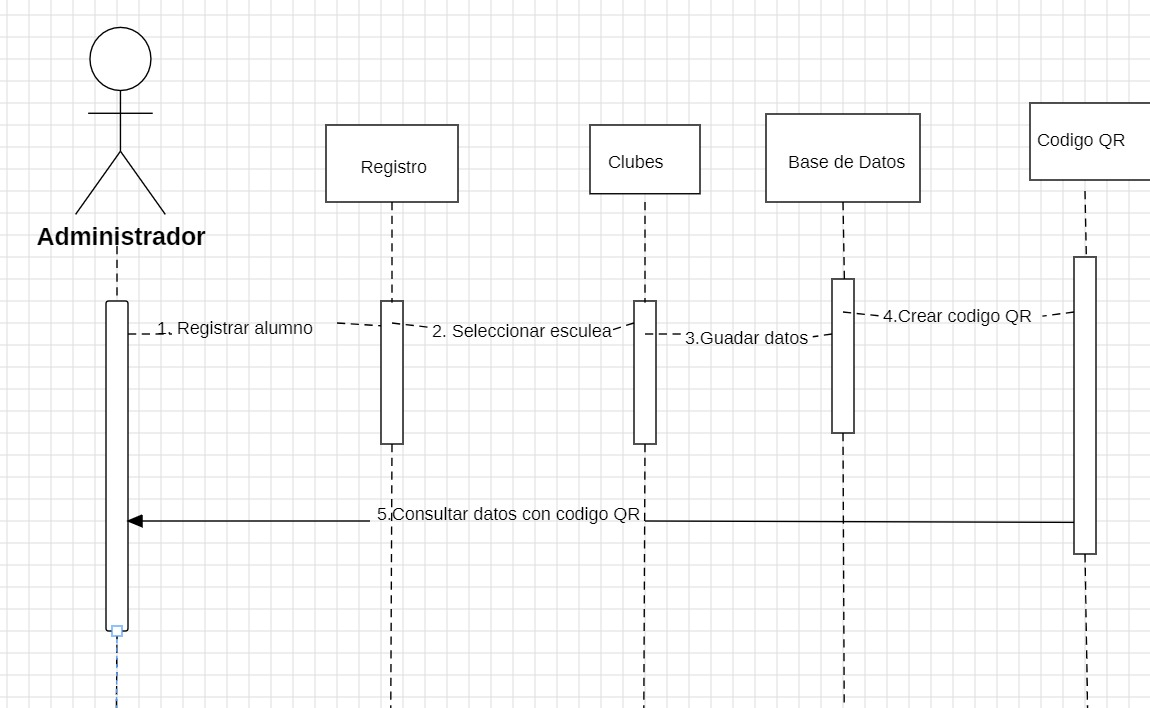 Codigo QR
Registro
Clubes
Base de Datos
Administrador
1. Registrar alumno
2. Seleccionar esculea
3.Guadar datos
4.Crear codigo QR
5.Consultar datos con codigo QR